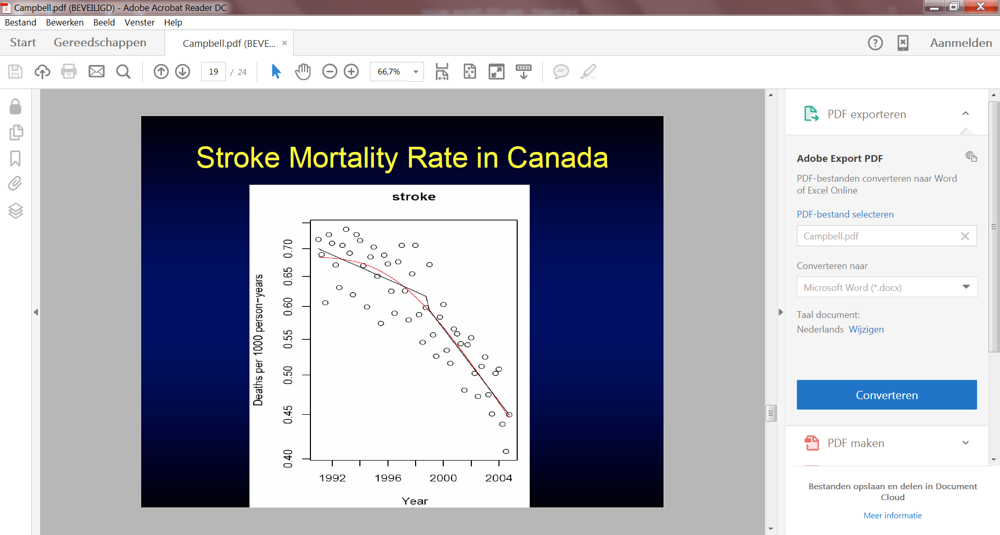 Campbell.pdf (BEVEILIGD) - Adobe Acrobat Reader DC
Bestand Bewerken Beeld Venster Help
Start Gereedschappen Campbell.pdf (BEVE... × Aanmelden
19 / 24 66,7%
Stroke Mortality Rate in Canada
stroke
Deaths per 1000 person-years
0.70
0.65
0.60
0.55
0.50
0.45
0.40
1992 1996 2000 2004
Year
PDF exporteren
Adobe Export PDF
PDF-bestanden converteren naar Word
of Excel Online
PDF-bestand selecteren
Campbell.pdf
Converteren naar
Microsoft Word (*.docx)
Taal document:
Nederlands Wijzigen
Converteren
PDF maken
Bestanden opslaan en delen in Document
Cloud
Meer informatie